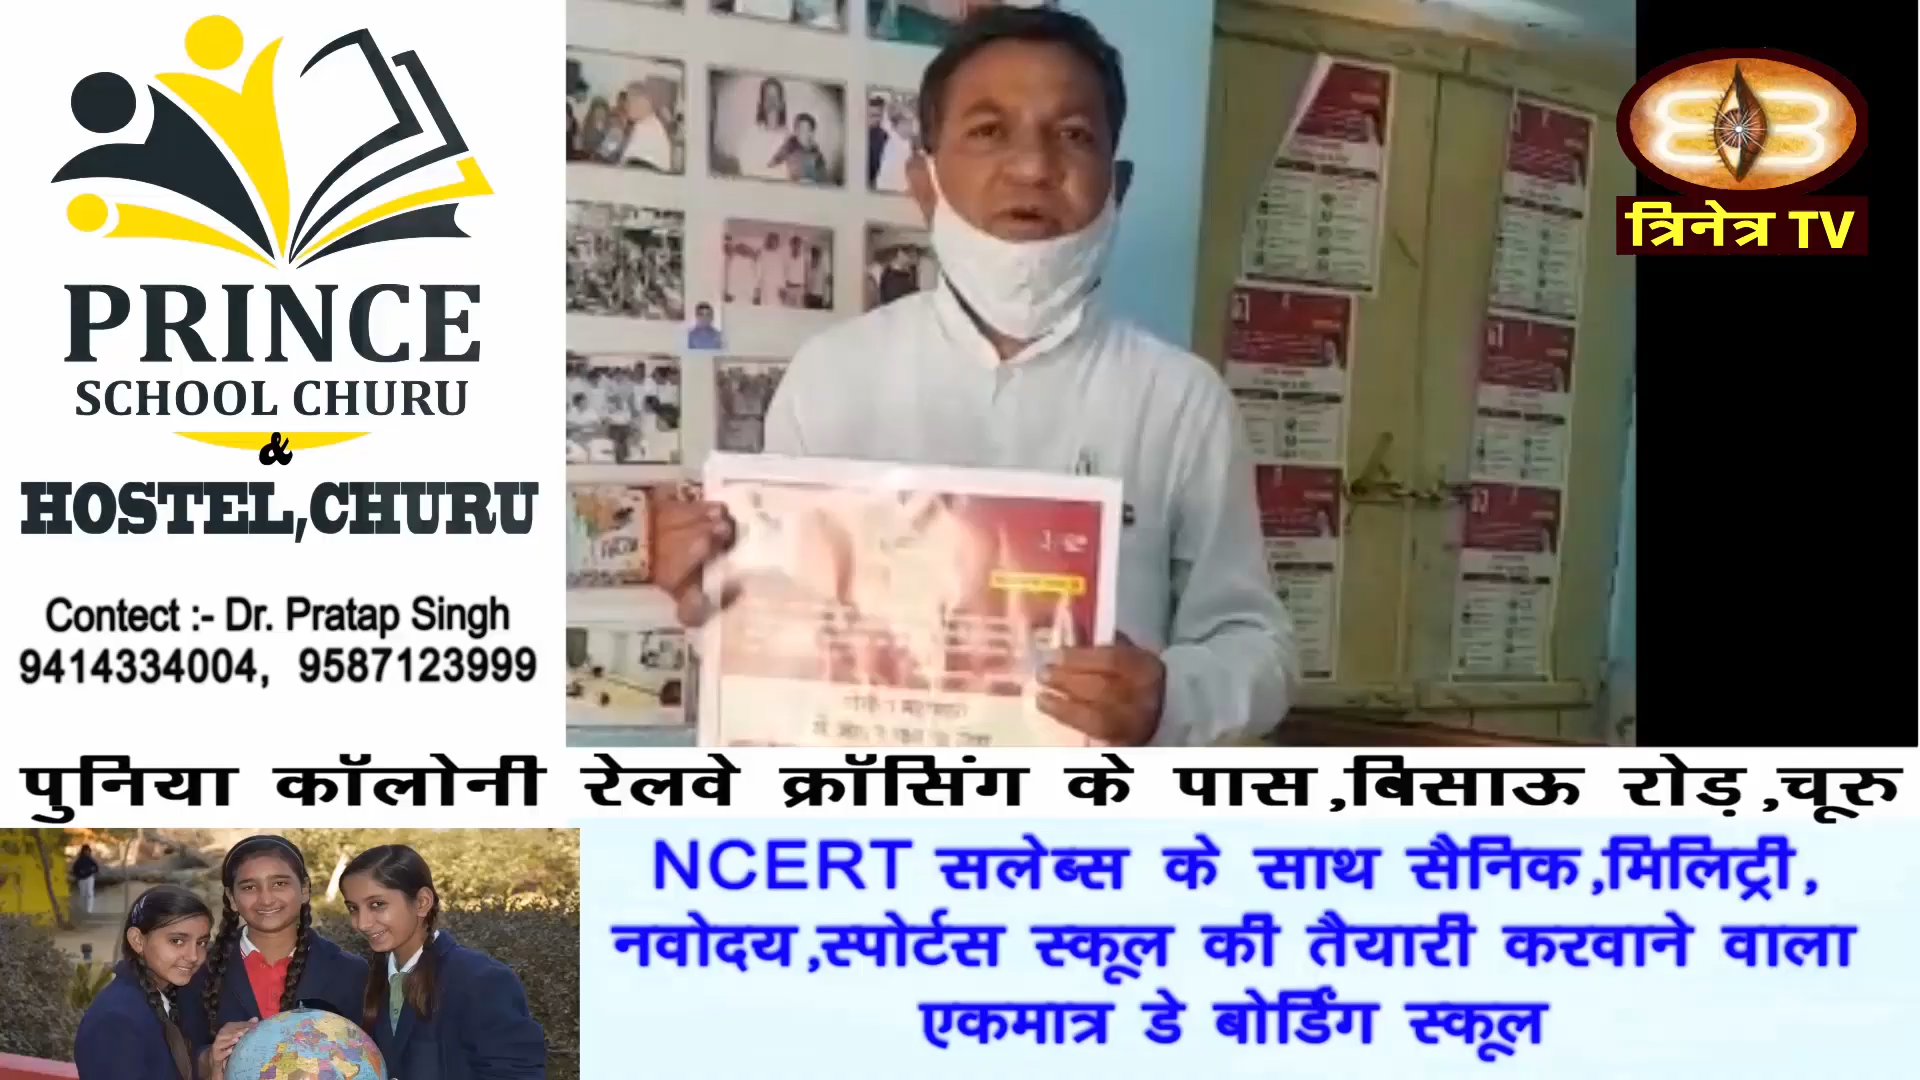 PRINCE
SCHOOL CHURU
&
HOSTEL,CHURU
Contect :- Dr. Pratap Singh
9414334004, 9587123999
त्रिनेत्र TV
पुनिया कॉलोनी रेलवे क्रॉसिंग के पास,बिसाऊ रोड़,चूरु
NCERT सलेब्स के साथ सैनिक,मिलिट्री,
नवोदय,स्पोर्टस स्कूल की तैयारी करवाने वाला
एकमात्र डे बोर्डिंग स्कूल